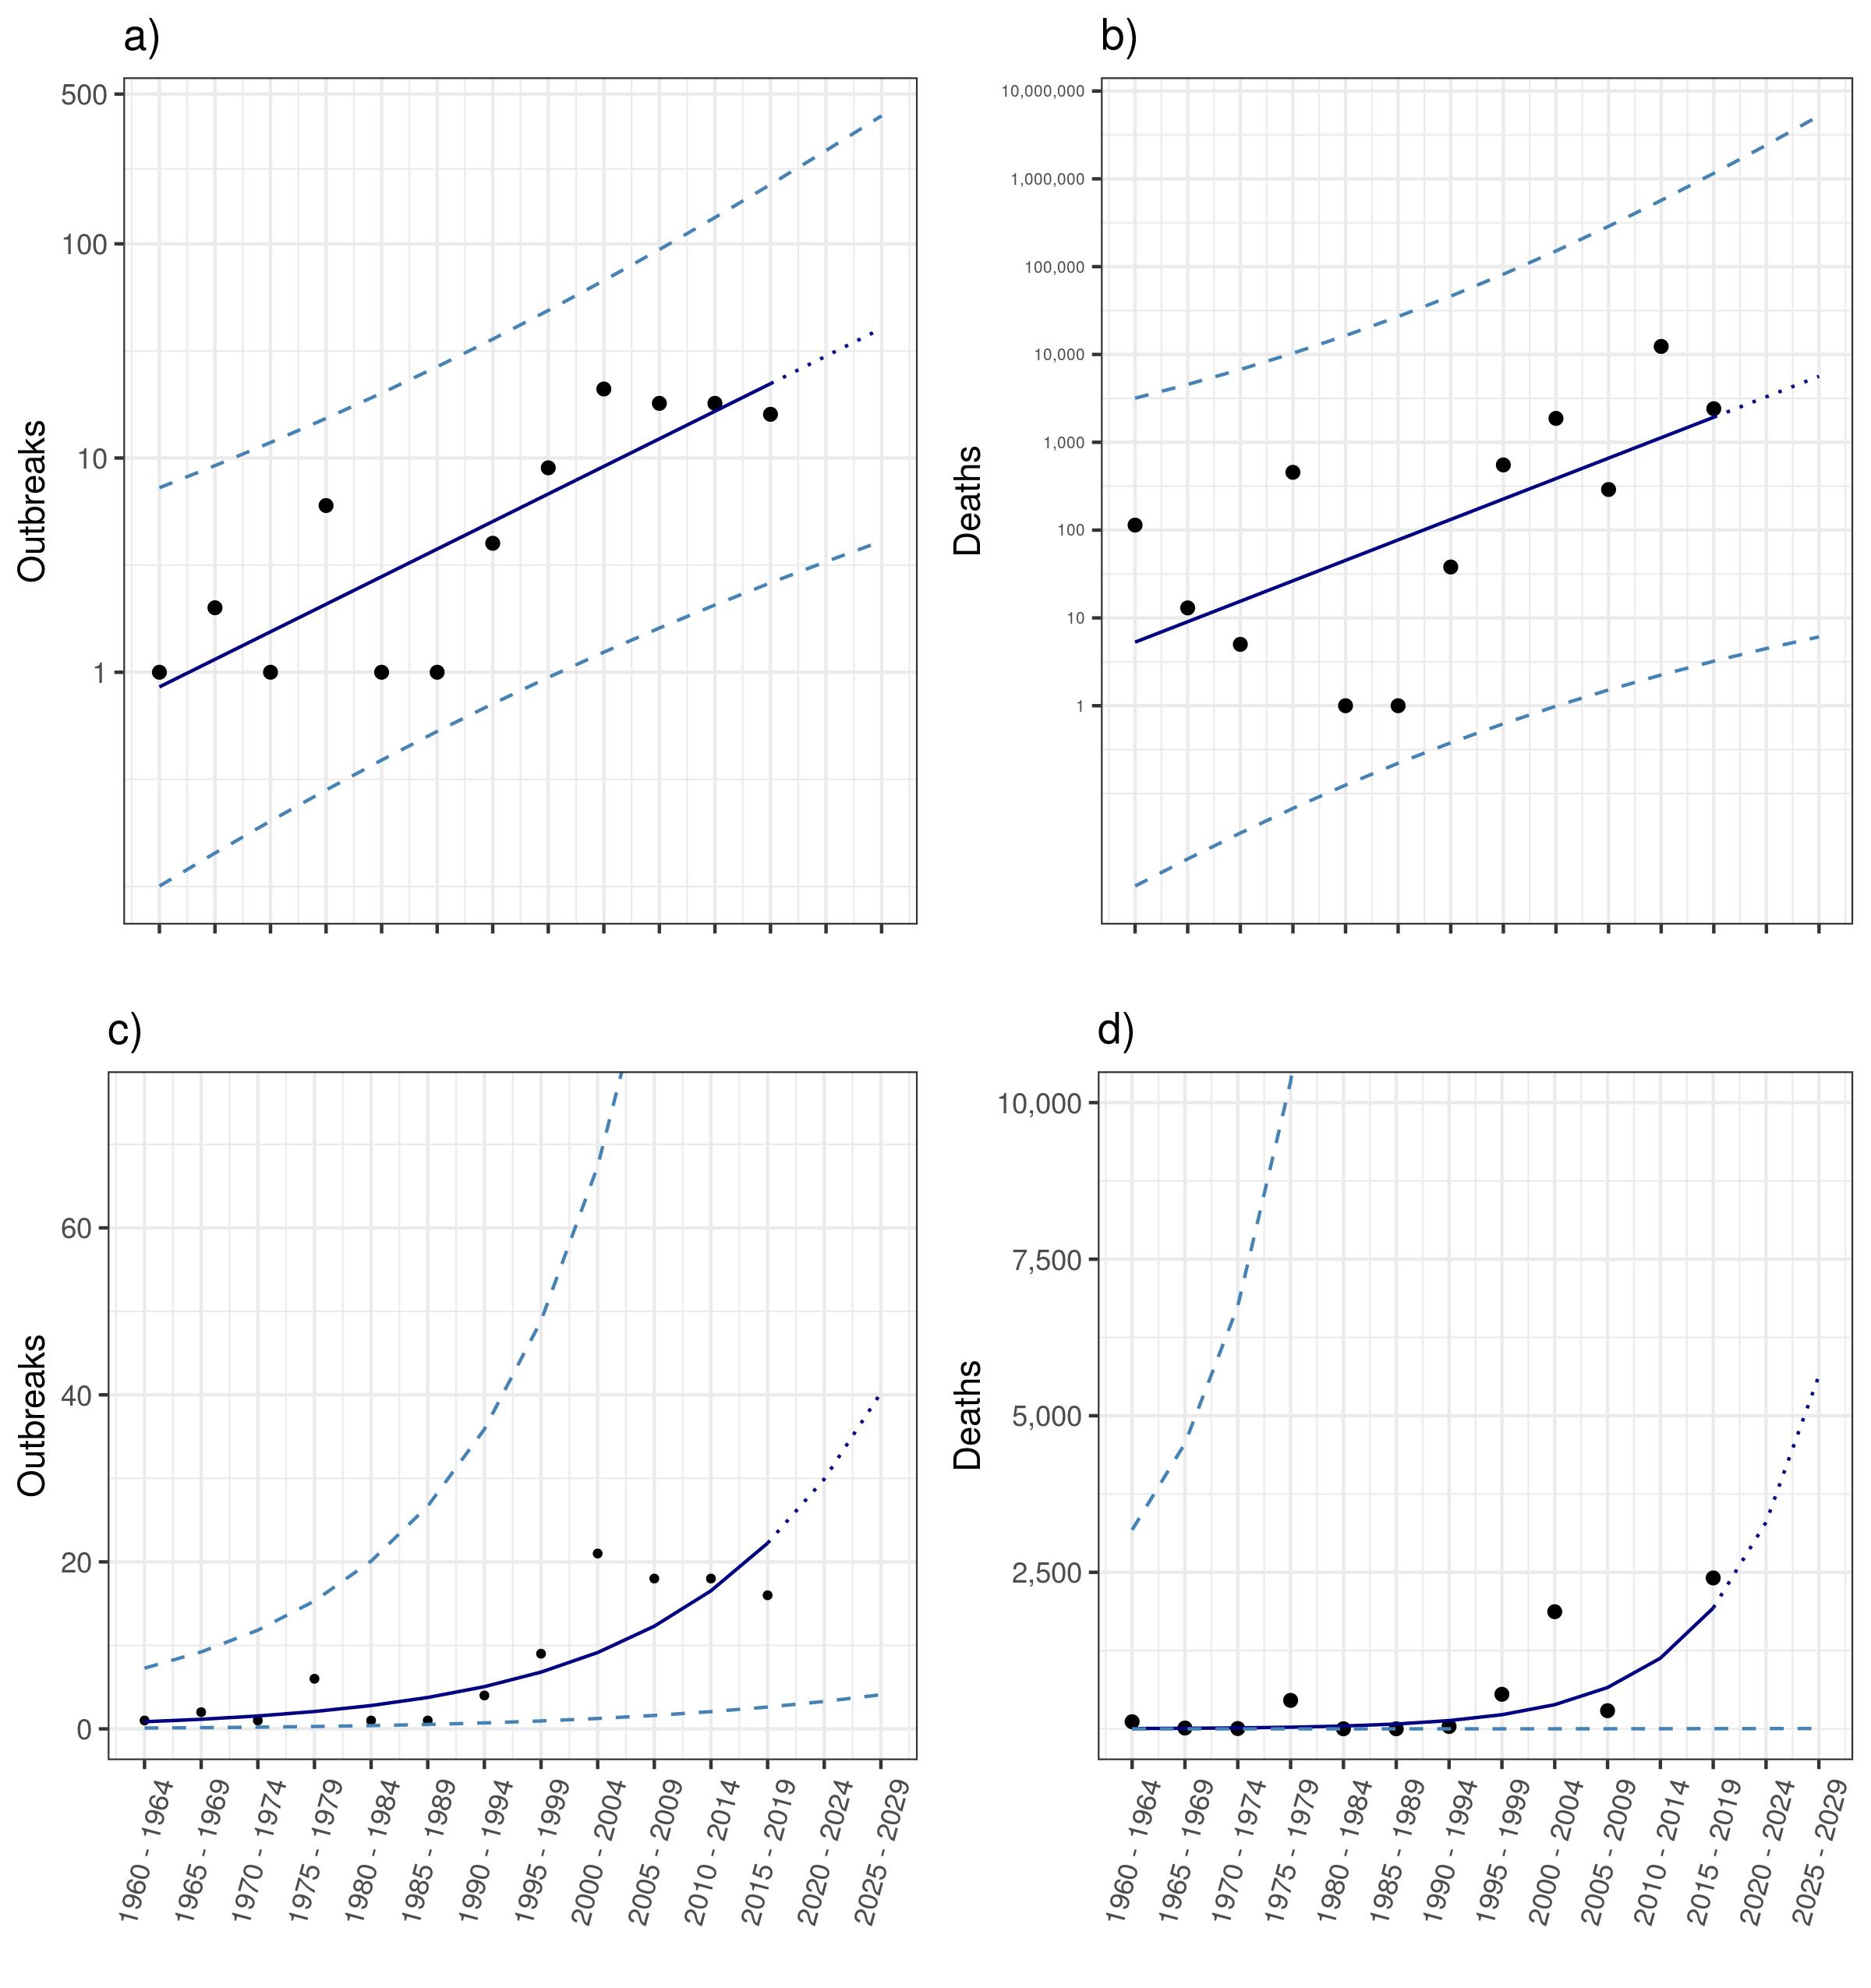 a)
500
100
10
1
Outbreaks
b)
10,000,000
1,000,000
100,000
10,000
1,000
100
10
1
Deaths
c)
60
40
20
0
Outbreaks
1960 - 1964
1965 - 1969
1970 - 1974
1975 - 1979
1980 - 1984
1985 - 1989
1990 - 1994
1995 - 1999
2000 - 2004
2005 - 2009
2010 - 2014
2015 - 2019
2020 - 2024
2025 - 2029
d)
10,000
7,500
5,000
2,500
Deaths
1960 - 1964
1965 - 1969
1970 - 1974
1975 - 1979
1980 - 1984
1985 - 1989
1990 - 1994
1995 - 1999
2000 - 2004
2005 - 2009
2010 - 2014
2015 - 2019
2020 - 2024
2025 - 2029